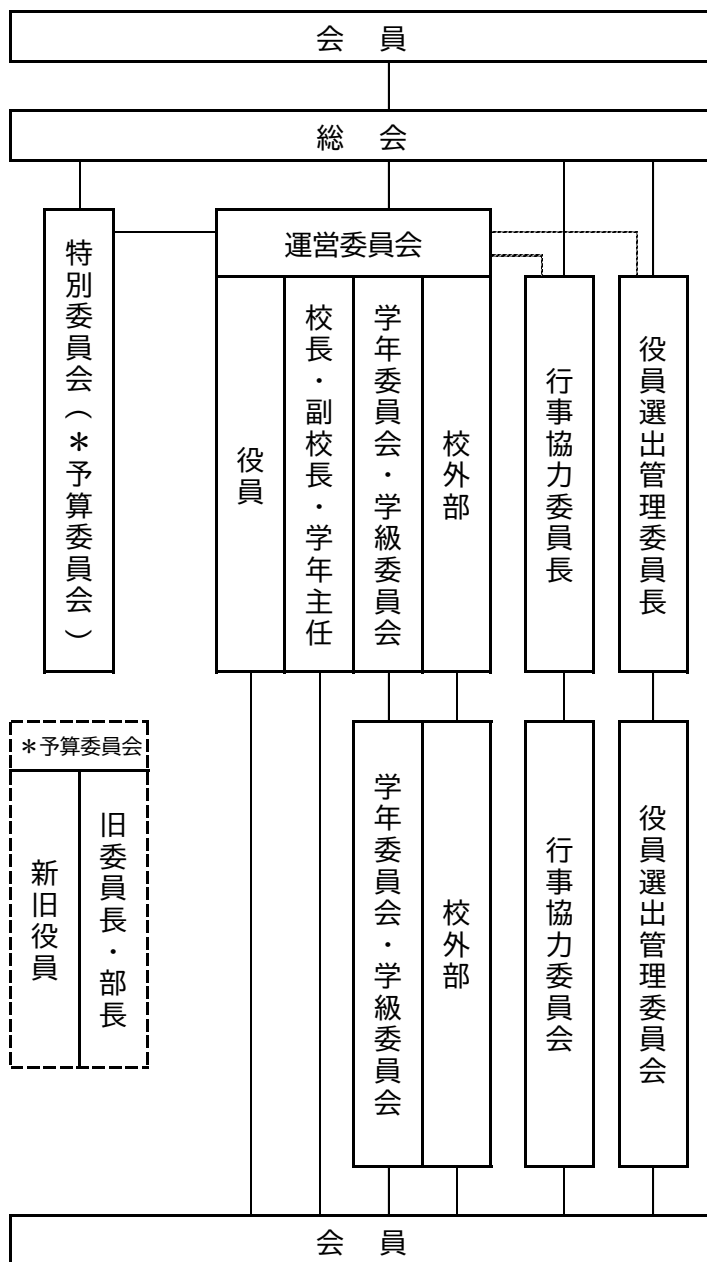 会　員
総　会
特別委員会（＊予算委員会）
運営委員会
役員
校長・副校長・学年主任
学年委員会・学級委員会
校外部
行事協力委員長
役員選出管理委員長
＊予算委員会
新旧役員
旧委員長・部長
学年委員会・学級委員会
校外部
行事協力委員会
役員選出管理委員会
会　員